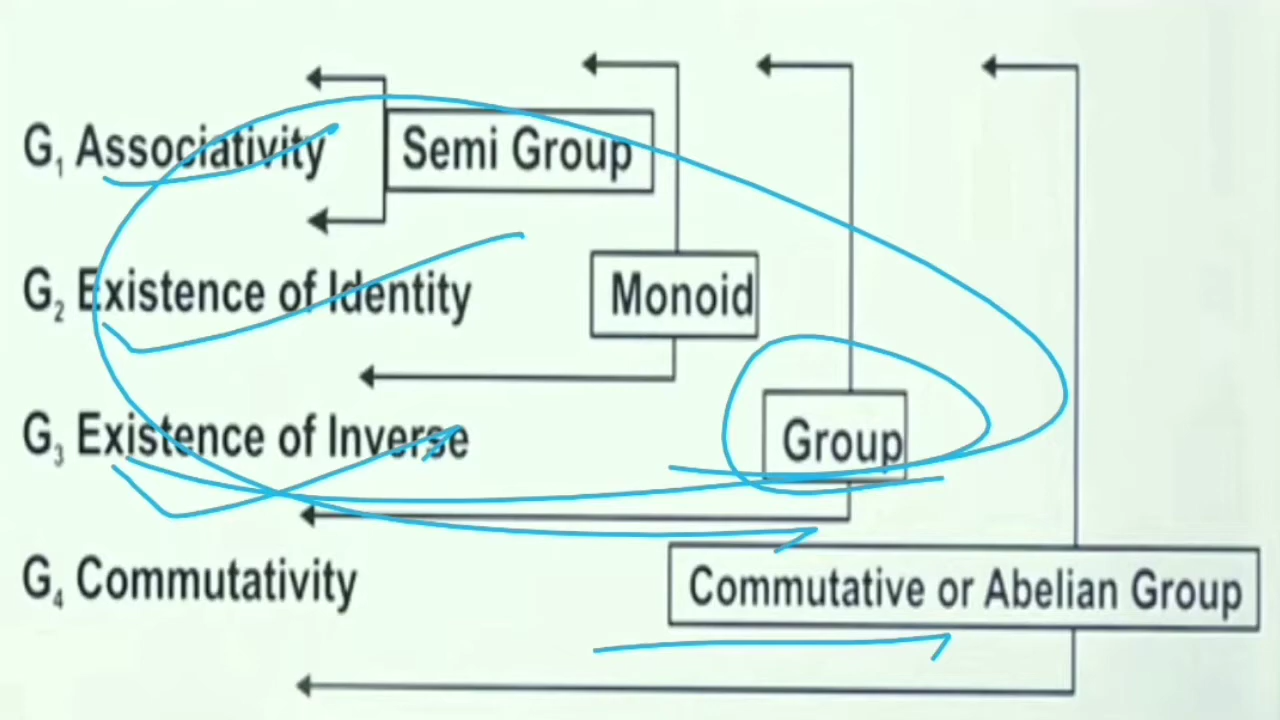 G₁ Associativity
Semi Group
G₂ Existence of Identity
Monoid
G₃ Existence of Inverse
Group
G₄ Commutativity
Commutative or Abelian Group